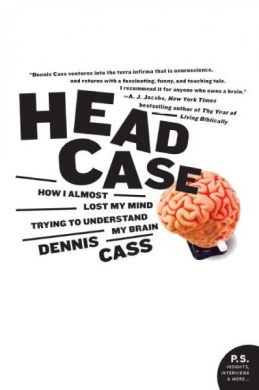 "Dennis Cass ventures into the terra infirma that is neuroscience,
and returns with a fascinating, funny, and touching tale.
I recommend it for anyone who owns a brain."
—A. J. Jacobs, New York Times
bestselling author of The Year of
Living Biblically
HEAD
CASE
HOW I ALMOST
LOST MY MIND
TRYING TO UNDERSTAND
MY BRAIN
DENNIS
CASS
P.S.
INSIGHTS,
INTERVIEWS
& MORE...